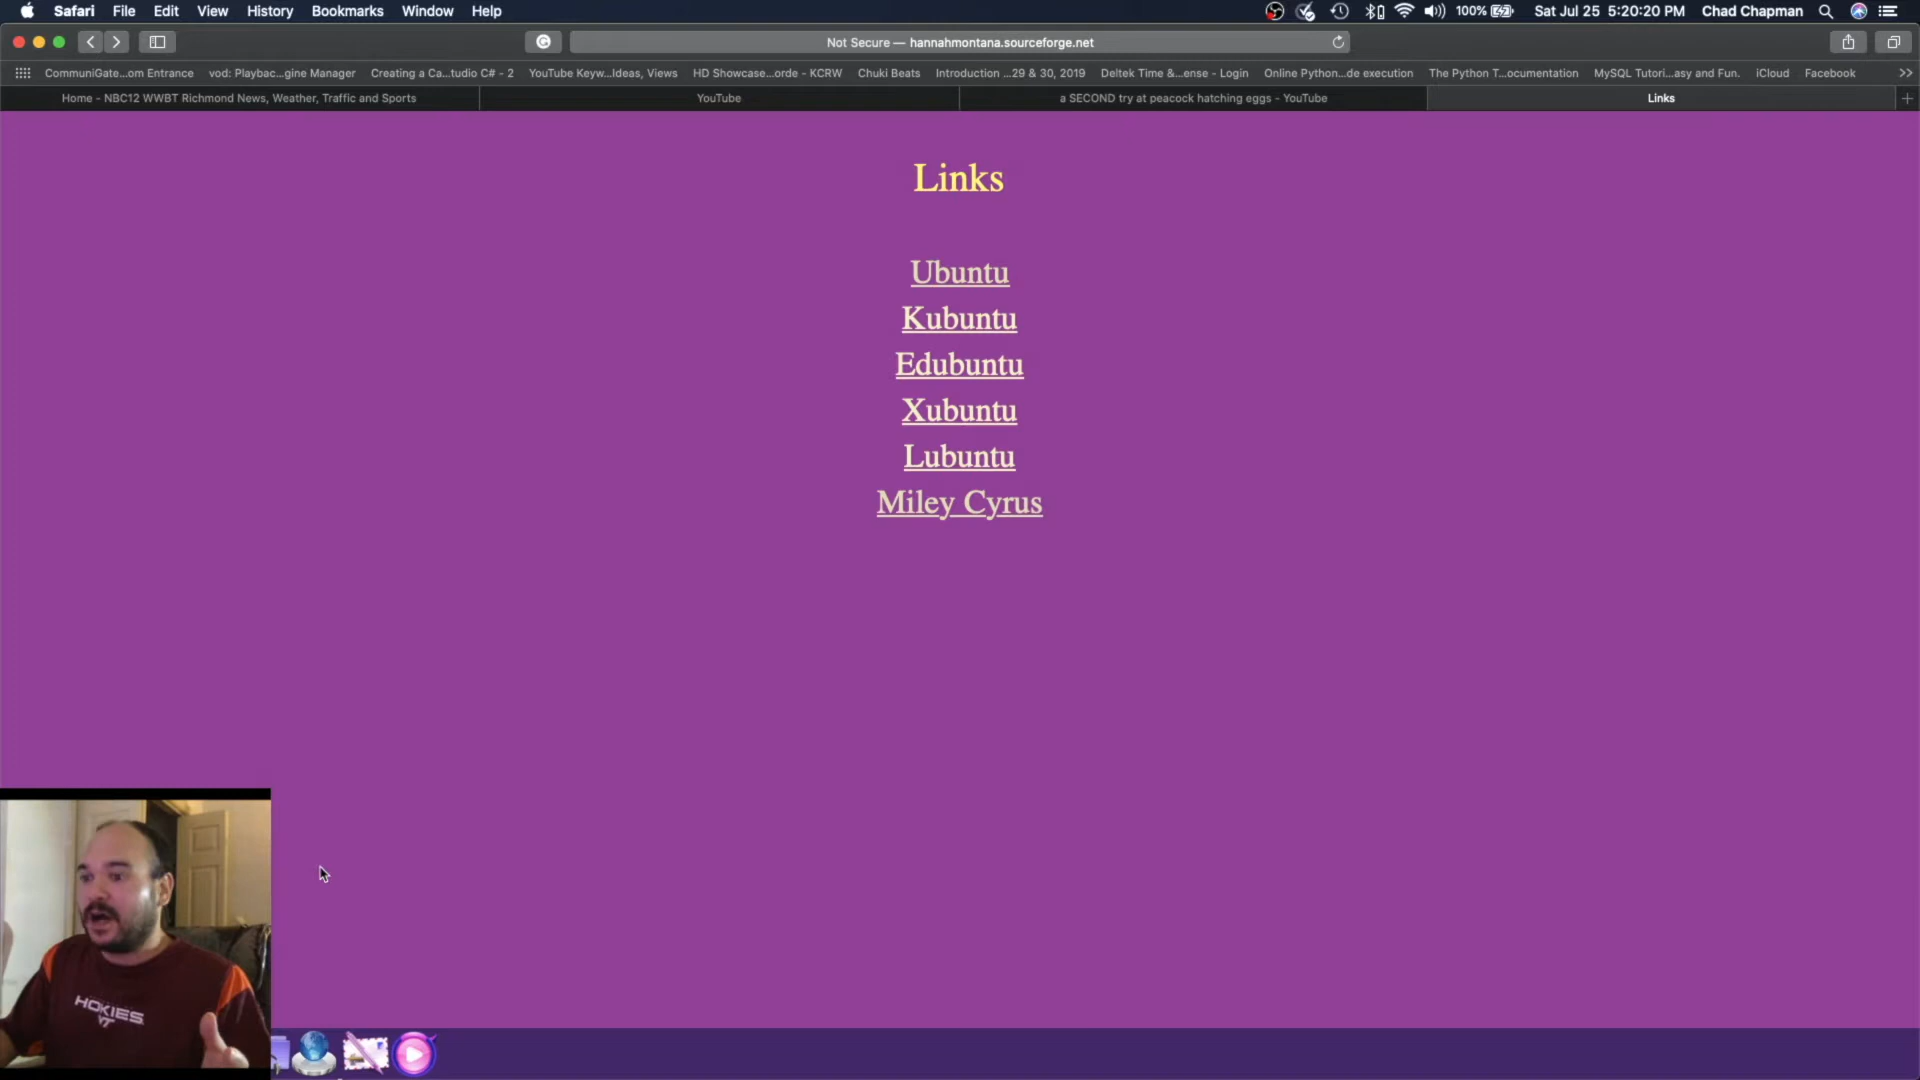 Safari File Edit View History Bookmarks Window Help 100% Sat Jul 25 5:20:20 PM Chad Chapman
Not Secure — hannahmontana.sourceforge.net
CommuniGate...om Entrance vod: Playbac...gine Manager Creating a Ca...tudio C# - 2 YouTube Keyw...Ideas, Views HD Showcase...orde - KCRW Chuki Beats Introduction ...29 & 30, 2019 Deltek Time &...ense - Login Online Python...de execution The Python T...ocumentation MySQL Tutori...asy and Fun. iCloud Facebook
Home - NBC12 WWBT Richmond News, Weather, Traffic and Sports YouTube a SECOND try at peacock hatching eggs - YouTube Links
Links
Ubuntu
Kubuntu
Edubuntu
Xubuntu
Lubuntu
Miley Cyrus
HOKIES
VT